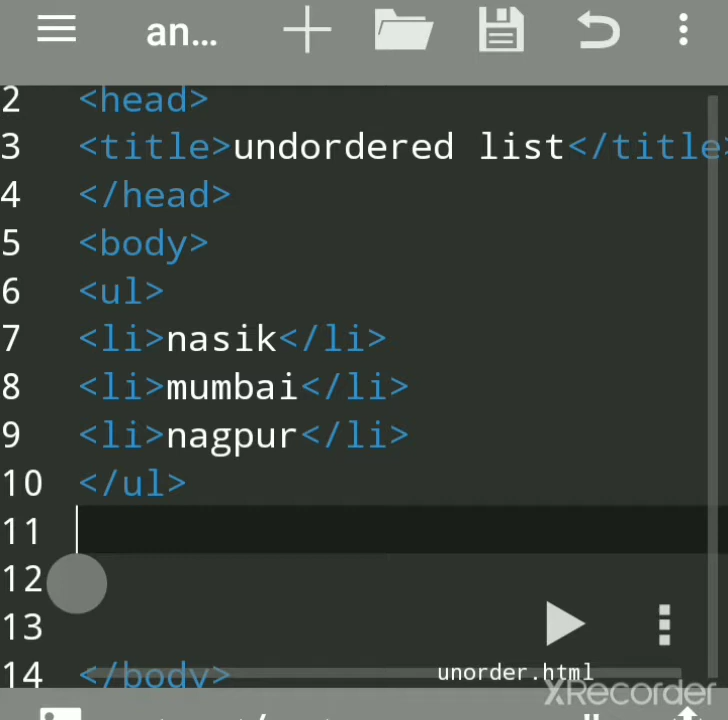 an...
2 <head>
3 <title>undordered list</title>
4 </head>
5 <body>
6 <ul>
7 <li>nasik</li>
8 <li>mumbai</li>
9 <li>nagpur</li>
10 </ul>
11
12
13
14 </body>
unorder.html
XRecorder